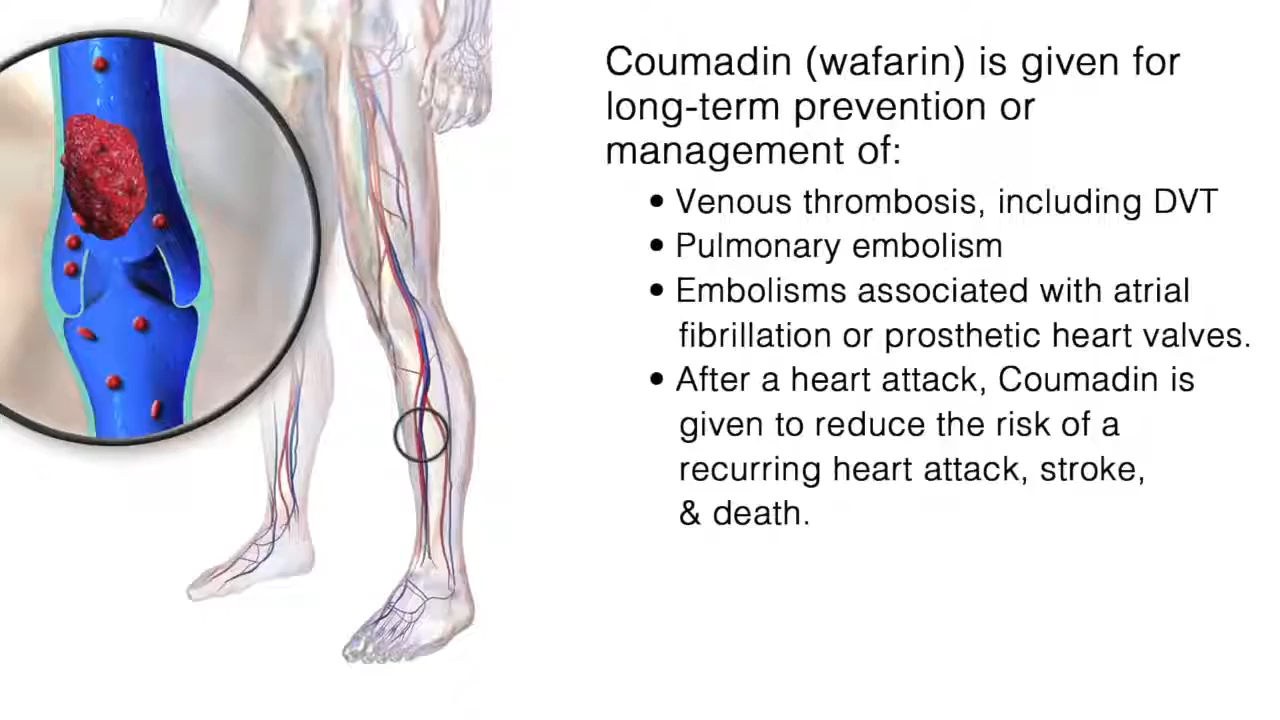 Coumadin (wafarin) is given for
long-term prevention or
management of:
• Venous thrombosis, including DVT
• Pulmonary embolism
• Embolisms associated with atrial
fibrillation or prosthetic heart valves.
• After a heart attack, Coumadin is
given to reduce the risk of a
recurring heart attack, stroke,
& death.